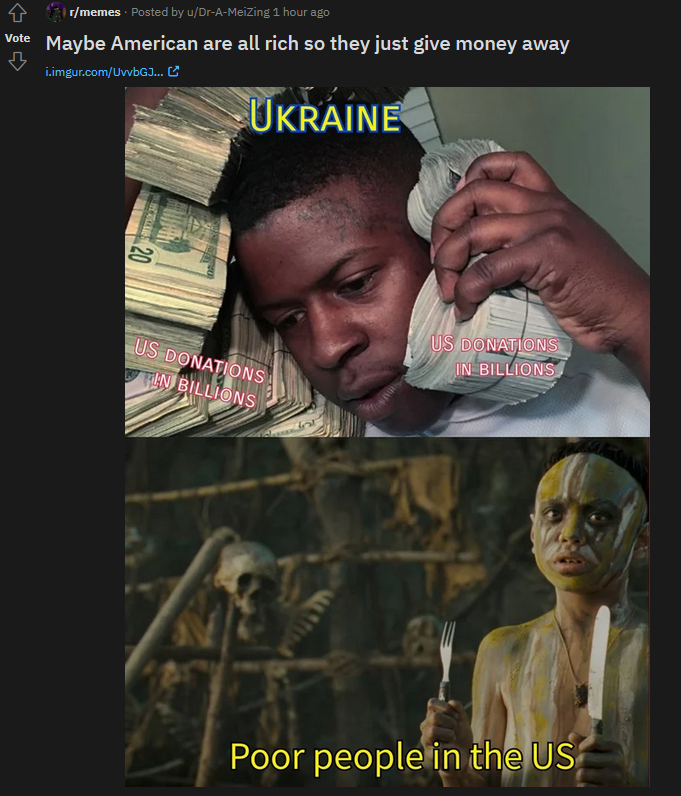 r/memes · Posted by u/Dr-A-MeiZing 1 hour ago
Vote
Maybe American are all rich so they just give money away
i.imgur.com/UvvbGJ...
UKRAINE
20
US DONATIONS
IN BILLIONS
US DONATIONS
IN BILLIONS
Poor people in the US